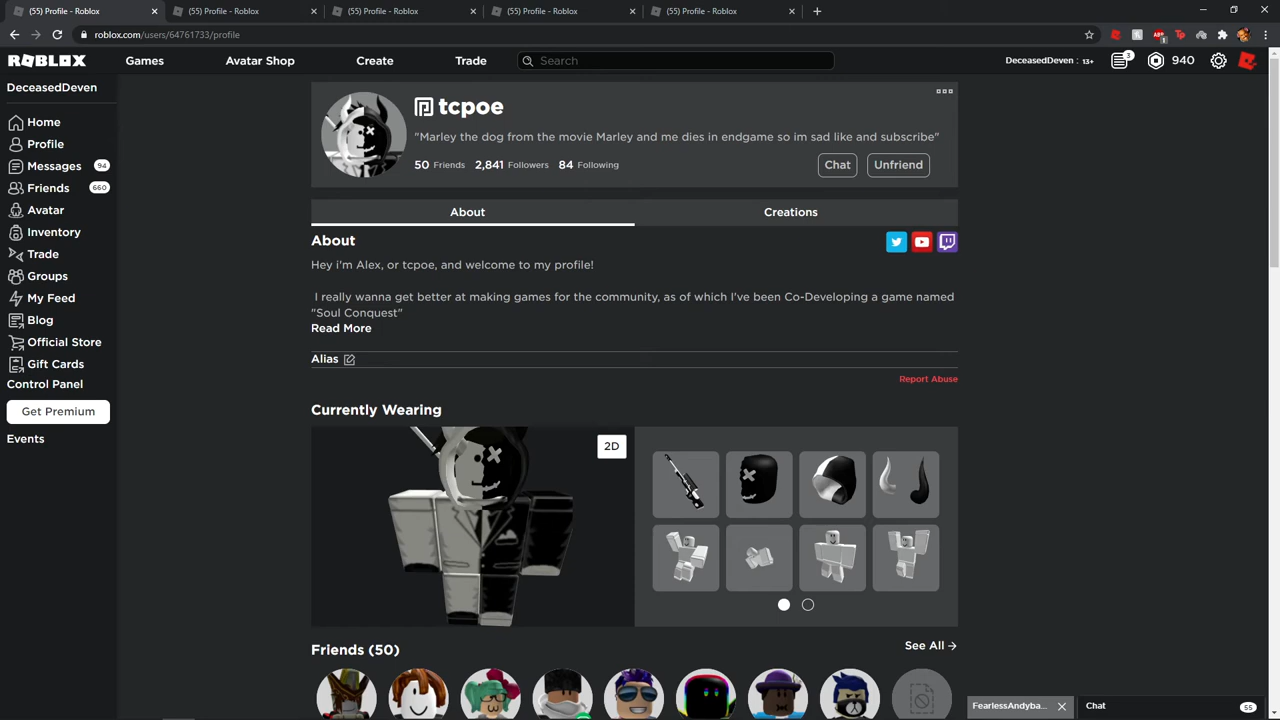 (55) Profile - Roblox
(55) Profile - Roblox
(55) Profile - Roblox
(55) Profile - Roblox
(55) Profile - Roblox
roblox.com/users/64761733/profile
1
ROBLOX
Games
Avatar Shop
Create
Trade
Search
DeceasedDeven : 13+
3
940
DeceasedDeven
Home
Profile
Messages 94
Friends 660
Avatar
Inventory
Trade
Groups
My Feed
Blog
Official Store
Gift Cards
Control Panel
Get Premium
Events
tcpoe
"Marley the dog from the movie Marley and me dies in endgame so im sad like and subscribe"
50 Friends 2,841 Followers 84 Following
Chat
Unfriend
About
Creations
About
Hey i'm Alex, or tcpoe, and welcome to my profile!
I really wanna get better at making games for the community, as of which I've been Co-Developing a game named
"Soul Conquest"
Read More
Alias
Report Abuse
Currently Wearing
2D
Friends (50)
See All
FearlessAndyba...
Chat
55